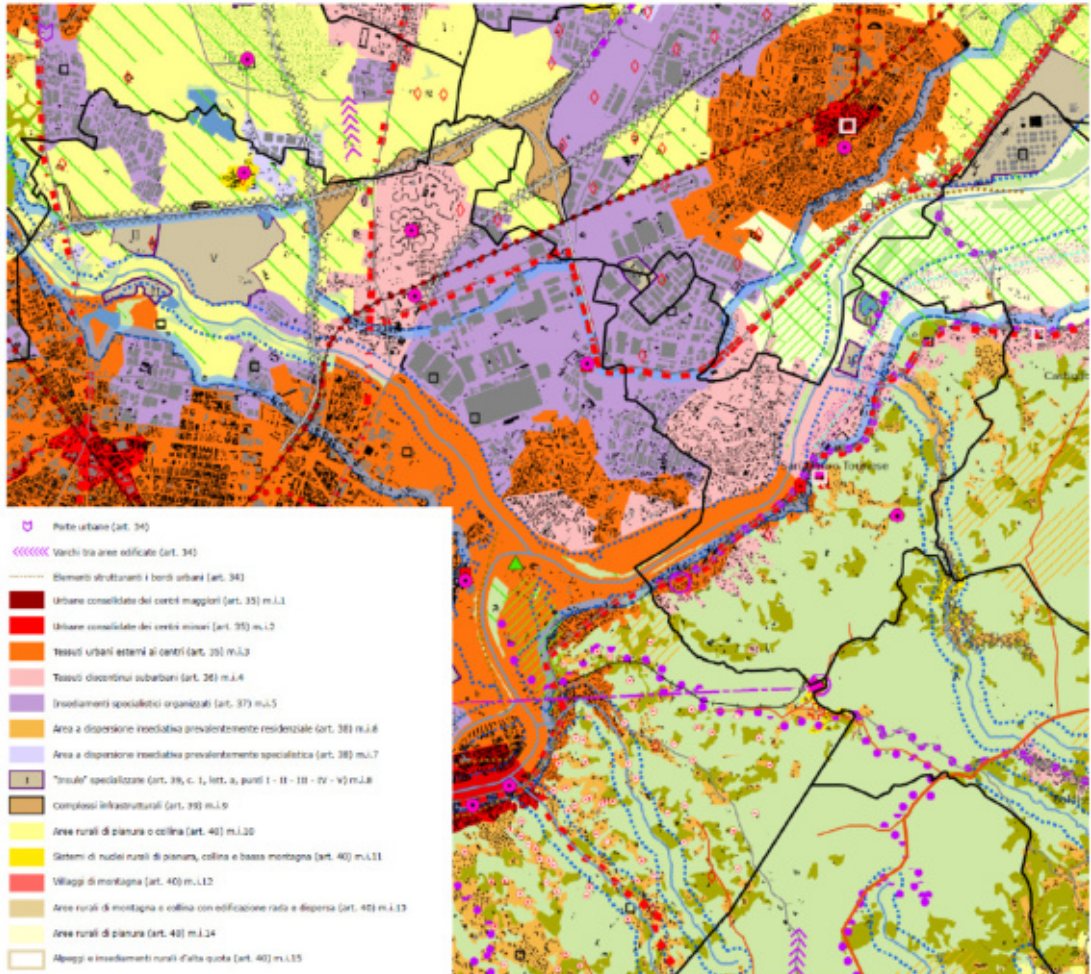 V
Porte urbane (art. 34)
Varchi tra aree edificate (art. 34)
Elementi strutturanti i bordi urbani (art. 34)
Urbane consolidate dei centri maggiori (art. 35) m.i.1
Urbane consolidate dei centri minori (art. 35) m.i.2
Tessuti urbani esterni ai centri (art. 35) m.i.3
Tessuti discontinui suburbani (art. 36) m.i.4
Insediamenti specialistici organizzati (art. 37) m.i.5
Area a dispersione insediativa prevalentemente residenziale (art. 38) m.i.6
Area a dispersione insediativa prevalentemente specialistica (art. 38) m.i.7
I "Insule" specializzate (art. 39, c. 1, lett. a, punti I - II - III - IV - V) m.i.8
Complessi infrastrutturali (art. 39) m.i.9
Aree rurali di pianura o collina (art. 40) m.i.10
Sistemi di nuclei rurali di pianura, collina e bassa montagna (art. 40) m.i.11
Villaggi di montagna (art. 40) m.i.12
Aree rurali di montagna o collina con edificazione rada e dispersa (art. 40) m.i.13
Aree rurali di pianura (art. 40) m.i.14
Alpeggi e insediamenti rurali d'alta quota (art. 40) m.i.15